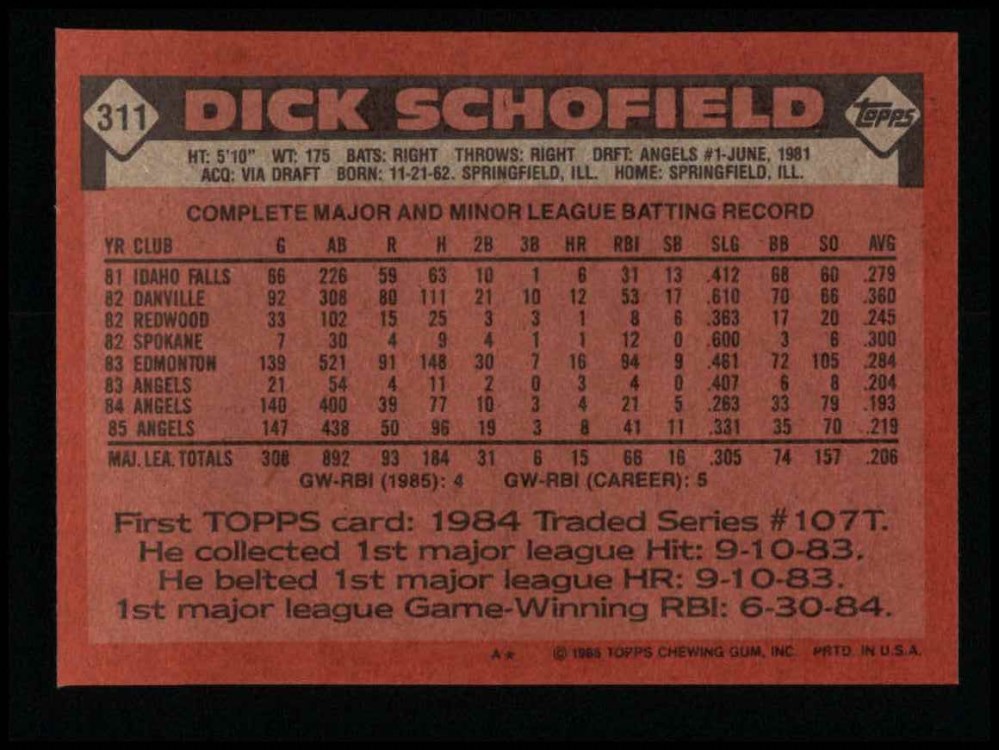 311 DICK SCHOFIELD TOPPS
HT: 5'10" WT: 175 BATS: RIGHT THROWS: RIGHT DRFT: ANGELS #1-JUNE, 1981
ACQ: VIA DRAFT BORN: 11-21-62. SPRINGFIELD, ILL. HOME: SPRINGFIELD, ILL.
COMPLETE MAJOR AND MINOR LEAGUE BATTING RECORD
YR CLUB G AB R H 2B 3B HR RBI SB SLG BB SO AVG
81 IDAHO FALLS 66 226 59 63 10 1 6 31 13 .412 68 60 .279
82 DANVILLE 92 308 80 111 21 10 12 53 17 .610 70 66 .360
82 REDWOOD 33 102 15 25 3 3 1 8 6 .363 17 20 .245
82 SPOKANE 7 30 4 9 4 1 1 12 0 .600 3 6 .300
83 EDMONTON 139 521 91 148 30 7 16 94 9 .461 72 105 .284
83 ANGELS 21 54 4 11 2 0 3 4 0 .407 6 8 .204
84 ANGELS 140 400 39 77 10 3 4 21 5 .263 33 79 .193
85 ANGELS 147 438 50 96 19 3 8 41 11 .331 35 70 .219
MAJ. LEA. TOTALS 308 892 93 184 31 6 15 66 16 .305 74 157 .206
GW-RBI (1985): 4 GW-RBI (CAREER): 5
First TOPPS card: 1984 Traded Series #107T.
He collected 1st major league Hit: 9-10-83.
He belted 1st major league HR: 9-10-83.
1st major league Game-Winning RBI: 6-30-84.
A* © 1986 TOPPS CHEWING GUM, INC. PRTD. IN U.S.A.